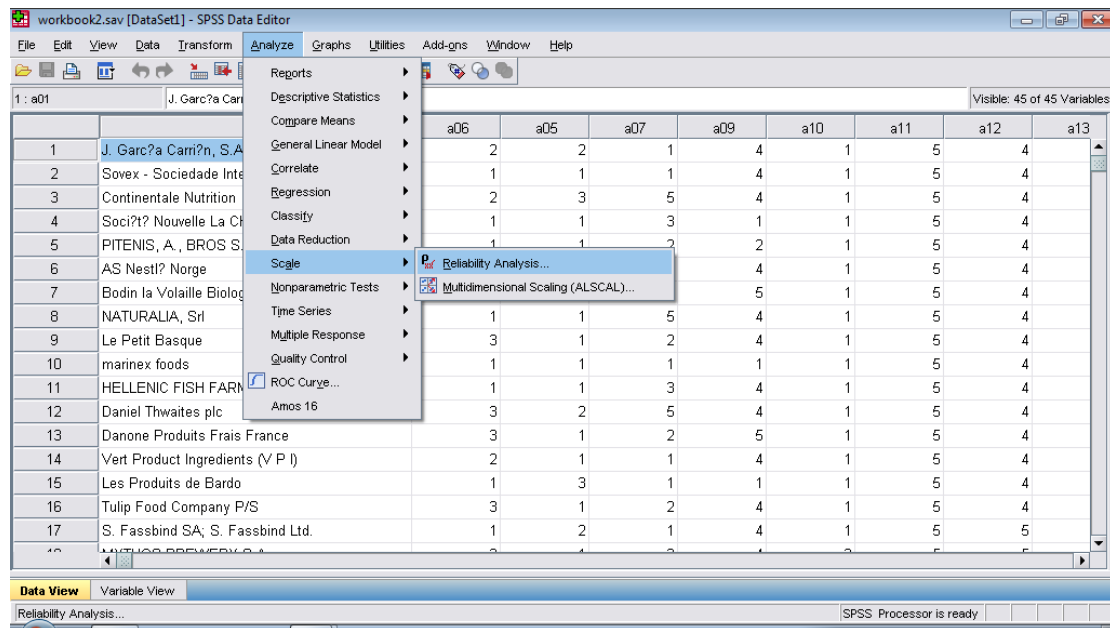 workbook2.sav [DataSet1] - SPSS Data Editor
File Edit View Data Transform Analyze Graphs Utilities Add-ons Window Help
1 : a01 J. Garc?a Carr Visible: 45 of 45 Variables
Reports
Descriptive Statistics
Compare Means
General Linear Model
Correlate
Regression
Classify
Data Reduction
Scale
Nonparametric Tests
Time Series
Multiple Response
Quality Control
ROC Curve...
Amos 16
Reliability Analysis...
Multidimensional Scaling (ALSCAL)...
a06 a05 a07 a09 a10 a11 a12 a13
1 J. Garc?a Carri?n, S.A 2 2 1 4 1 5 4
2 Sovex - Sociedade Inte 1 1 1 4 1 5 4
3 Continentale Nutrition 2 3 5 4 1 5 4
4 Soci?t? Nouvelle La Ch 1 1 3 1 1 5 4
5 PITENIS, A., BROS S. 1 1 2 2 1 5 4
6 AS Nestl? Norge 4 1 5 4
7 Bodin la Volaille Biolog 5 1 5 4
8 NATURALIA, Srl 1 1 5 4 1 5 4
9 Le Petit Basque 3 1 2 4 1 5 4
10 marinex foods 1 1 1 1 1 5 4
11 HELLENIC FISH FARM 1 1 3 4 1 5 4
12 Daniel Thwaites plc 3 2 5 4 1 5 4
13 Danone Produits Frais France 3 1 2 5 1 5 4
14 Vert Product Ingredients (V P I) 2 1 1 4 1 5 4
15 Les Produits de Bardo 1 3 1 1 1 5 4
16 Tulip Food Company P/S 3 1 2 4 1 5 4
17 S. Fassbind SA; S. Fassbind Ltd. 1 2 1 4 1 5 5
Data View Variable View
Reliability Analysis... SPSS Processor is ready